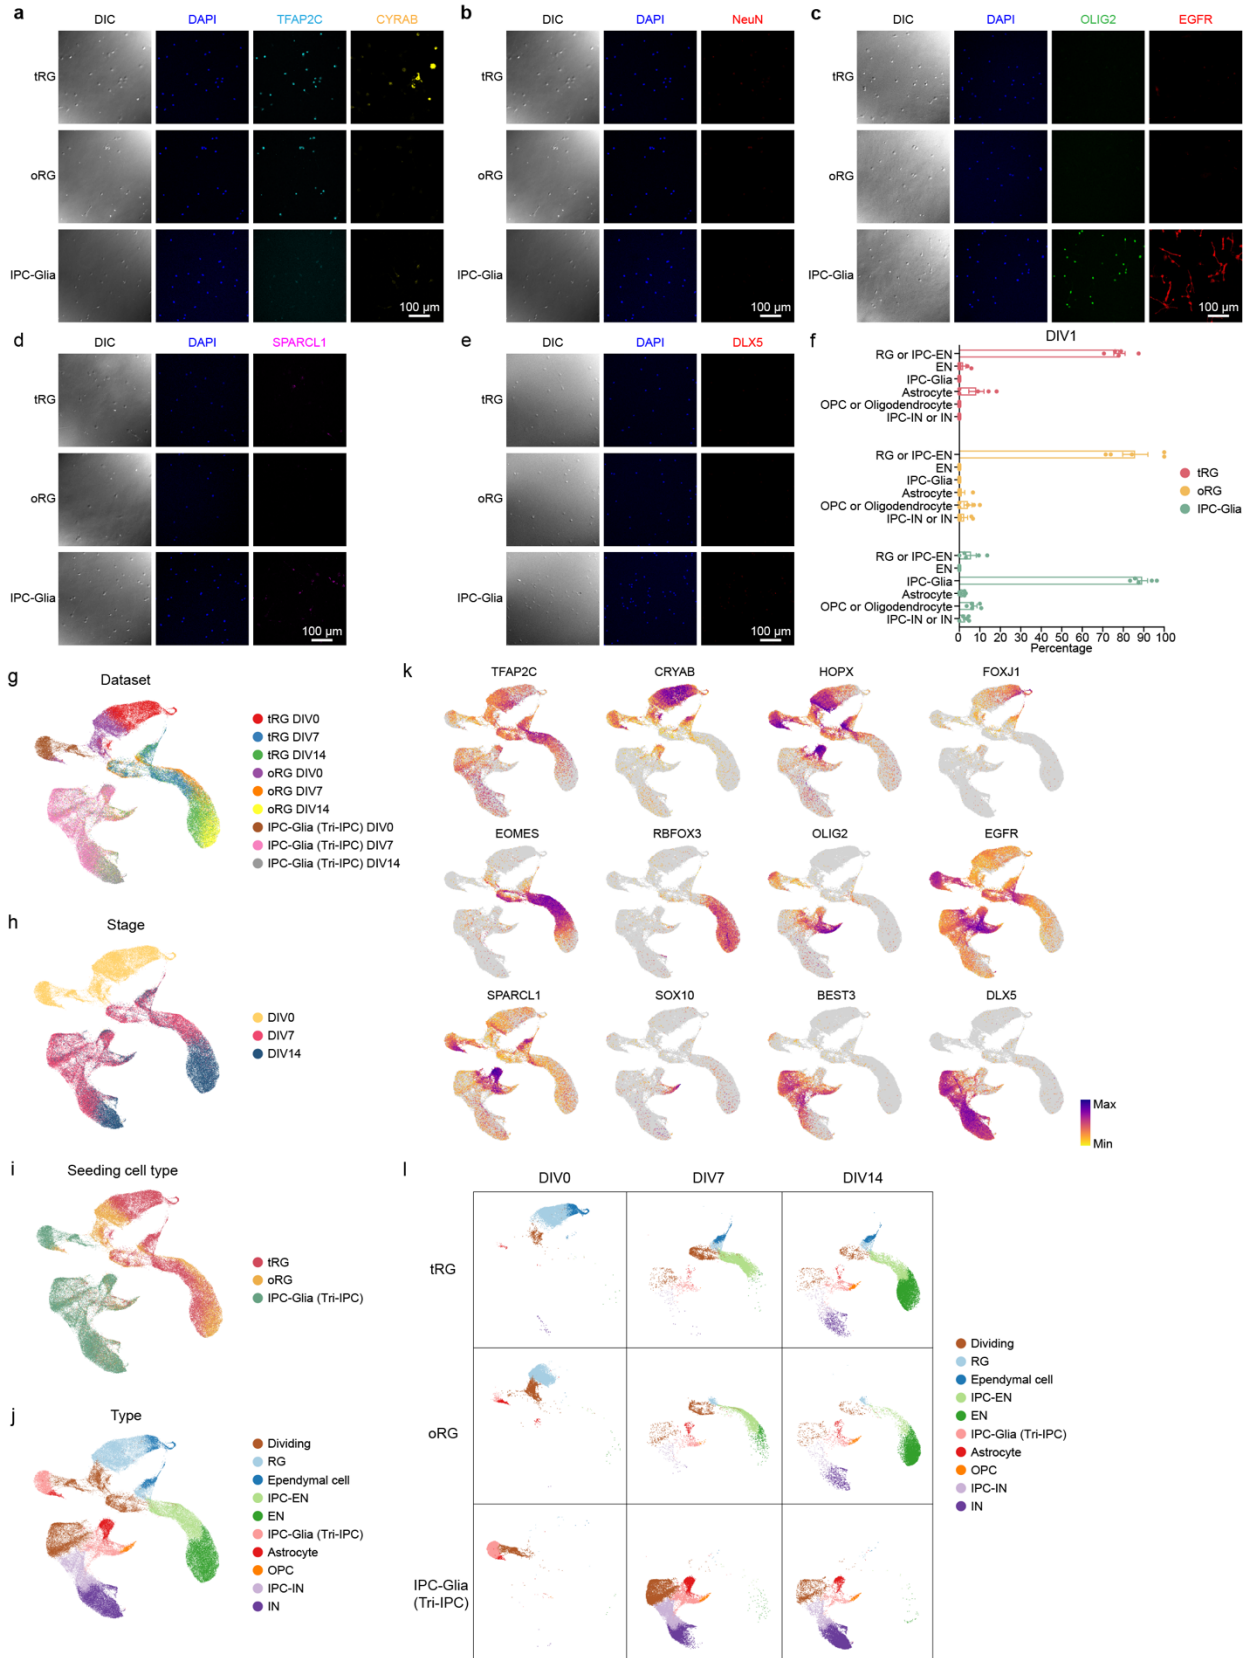 a
DIC DAPI TFAP2C CYRAB
tRG
oRG
IPC-Glia
100 μm
b
DIC DAPI NeuN
tRG
oRG
IPC-Glia
100 μm
c
DIC DAPI OLIG2 EGFR
tRG
oRG
IPC-Glia
100 μm
d
DIC DAPI SPARCL1
tRG
oRG
IPC-Glia
100 μm
e
DIC DAPI DLX5
tRG
oRG
IPC-Glia
100 μm
f
DIV1
RG or IPC-EN
EN
IPC-Glia
Astrocyte
OPC or Oligodendrocyte
IPC-IN or IN
RG or IPC-EN
EN
IPC-Glia
Astrocyte
OPC or Oligodendrocyte
IPC-IN or IN
RG or IPC-EN
EN
IPC-Glia
Astrocyte
OPC or Oligodendrocyte
IPC-IN or IN
0 10 20 30 40 50 60 70 80 90 100
Percentage
tRG
oRG
IPC-Glia
g
Dataset
tRG DIV0
tRG DIV7
tRG DIV14
oRG DIV0
oRG DIV7
oRG DIV14
IPC-Glia (Tri-IPC) DIV0
IPC-Glia (Tri-IPC) DIV7
IPC-Glia (Tri-IPC) DIV14
h
Stage
DIV0
DIV7
DIV14
i
Seeding cell type
tRG
oRG
IPC-Glia (Tri-IPC)
j
Type
Dividing
RG
Ependymal cell
IPC-EN
EN
IPC-Glia (Tri-IPC)
Astrocyte
OPC
IPC-IN
IN
k
TFAP2C CRYAB HOPX FOXJ1
EOMES RBFOX3 OLIG2 EGFR
SPARCL1 SOX10 BEST3 DLX5
Max
Min
l
DIV0 DIV7 DIV14
tRG
oRG
IPC-Glia
(Tri-IPC)
Dividing
RG
Ependymal cell
IPC-EN
EN
IPC-Glia (Tri-IPC)
Astrocyte
OPC
IPC-IN
IN